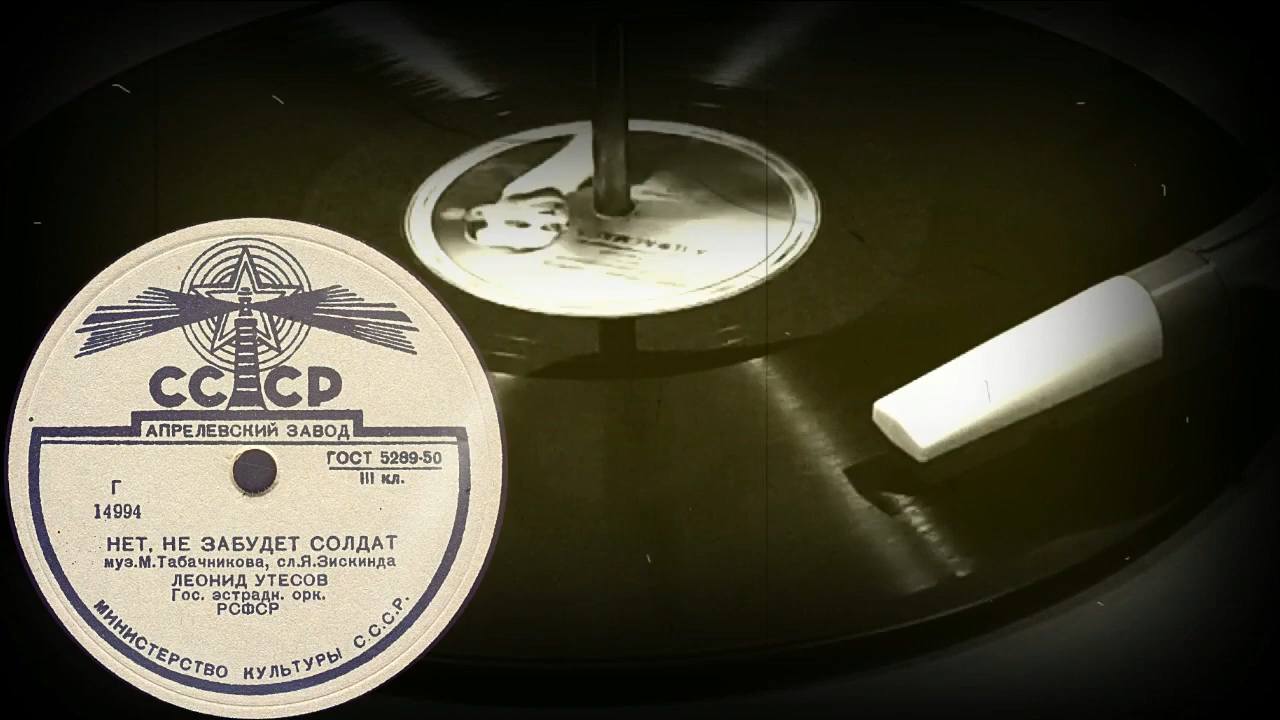 СССР
АПРЕЛЕВСКИЙ ЗАВОД
ГОСТ 5289-50
III кл.
Г
14994
НЕТ, НЕ ЗАБУДЕТ СОЛДАТ
муз.М.Табачникова, сл.Я.Зискинда
ЛЕОНИД УТЕСОВ
Гос. эстрадн. орк.
РСФСР
МИНИСТЕРСТВО КУЛЬТУРЫ С.С.С.Р.